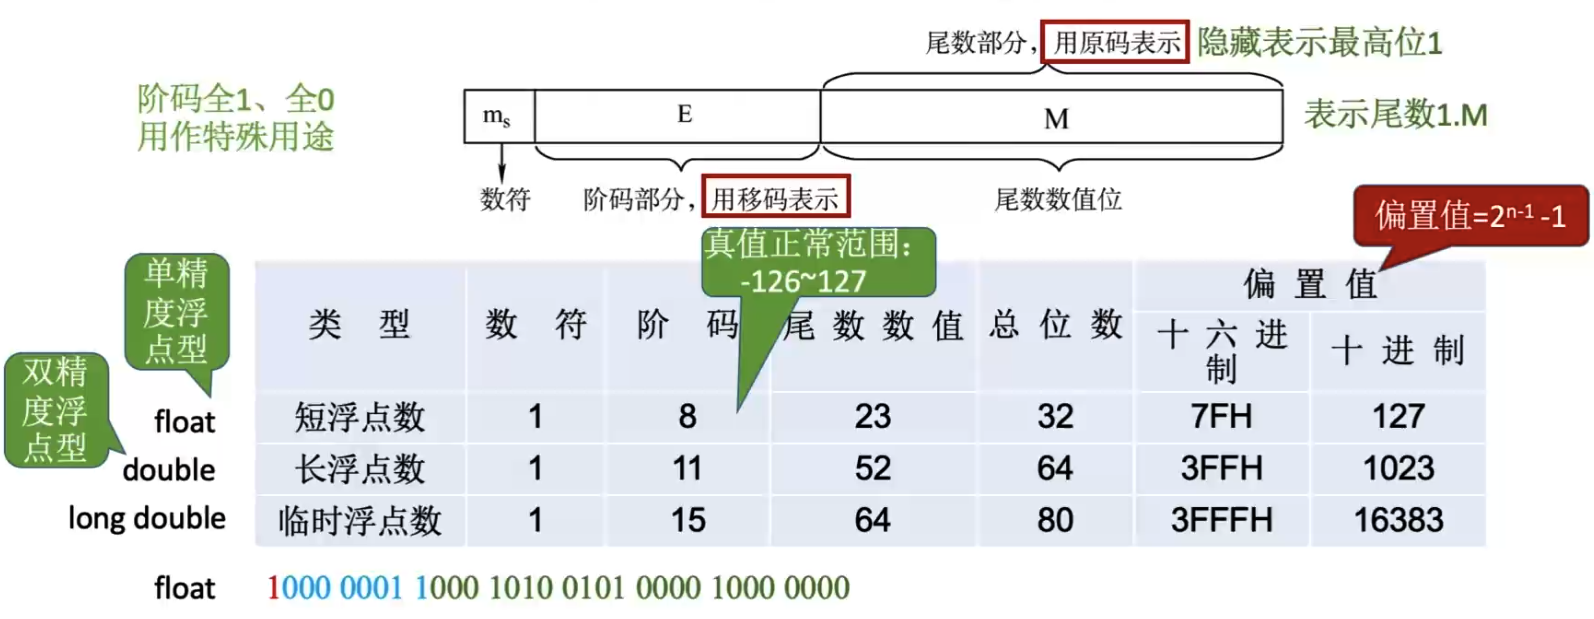 尾数部分，用原码表示 隐藏表示最高位1
阶码全1、全0
用作特殊用途
mₛ E M
表示尾数1.M
数符 阶码部分，用移码表示 尾数数值位
偏置值=2ⁿ⁻¹ -1
真值正常范围：
-126~127
单精
度浮
点型
双精
度浮
点型
类 型 数 符 阶 码 尾数数值 总位数 偏置值
十六进
制
十进制
float 短浮点数 1 8 23 32 7FH 127
double 长浮点数 1 11 52 64 3FFH 1023
long double 临时浮点数 1 15 64 80 3FFFH 16383
float 1000 0001 1000 1010 0101 0000 1000 0000